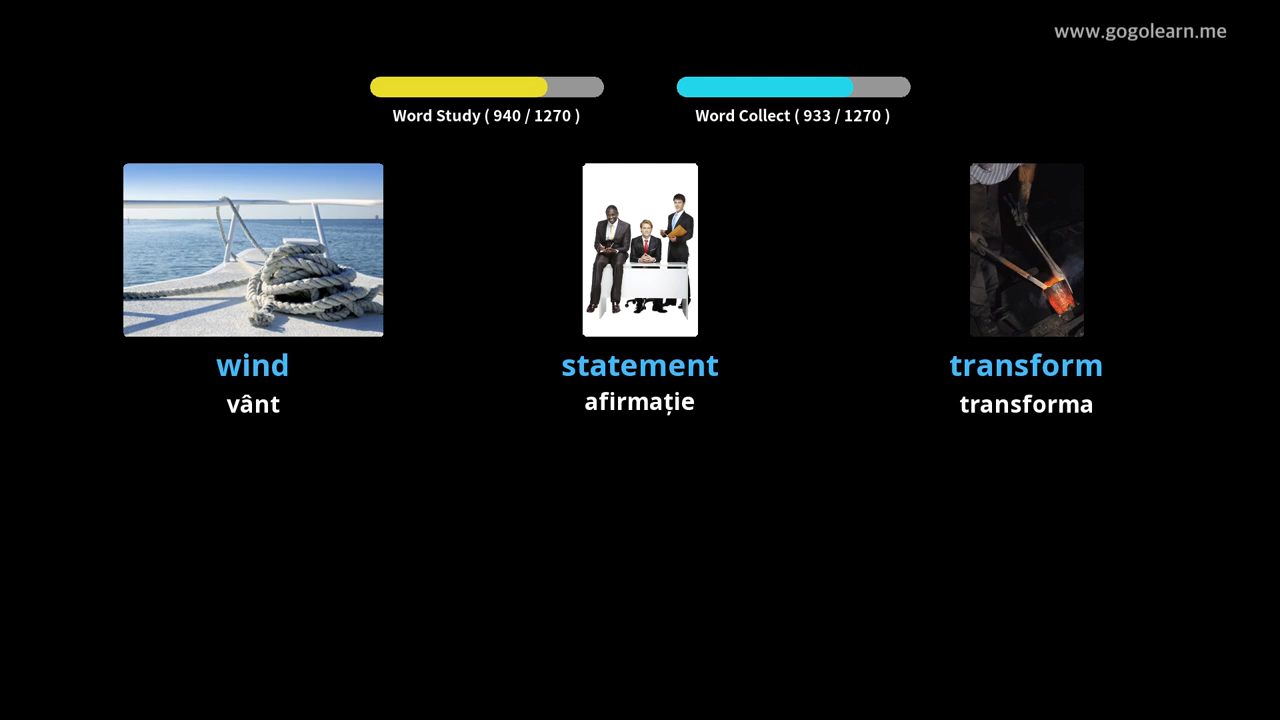 www.gogolearn.me
Word Study ( 940 / 1270 )
Word Collect ( 933 / 1270 )
wind
vânt
statement
afirmație
transform
transforma